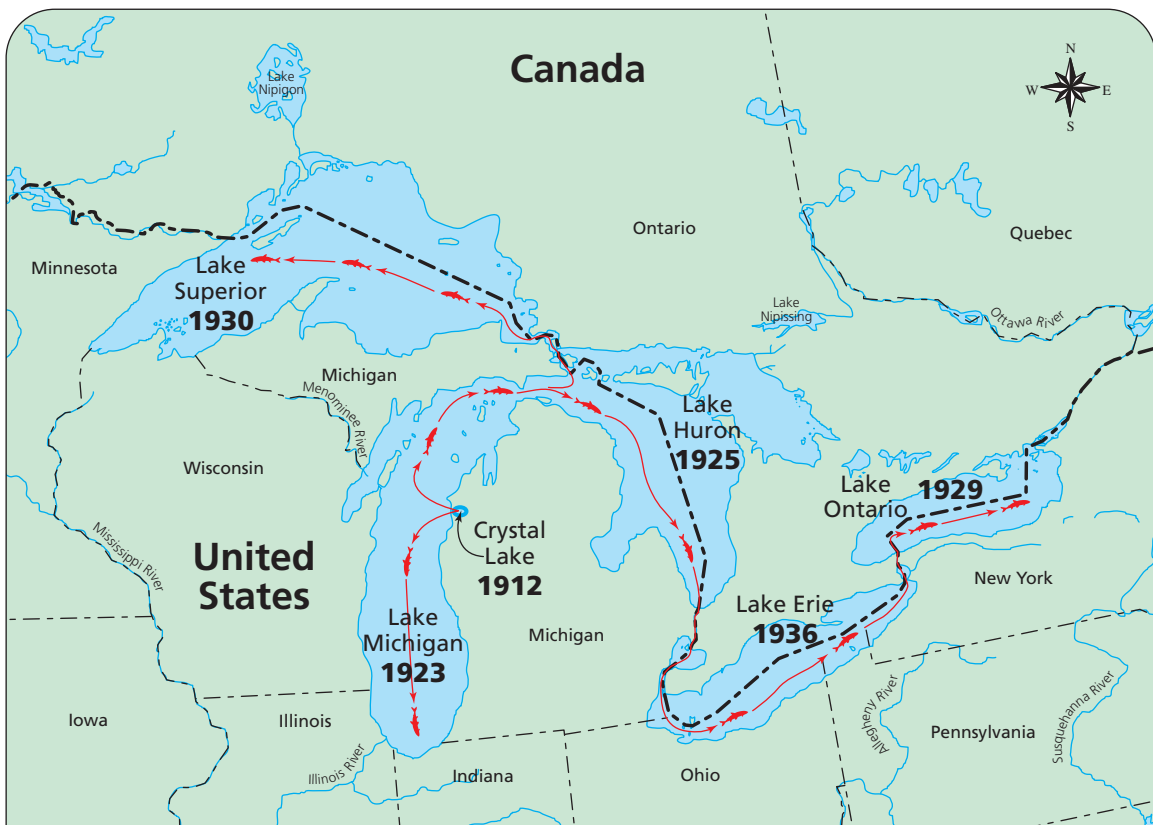 Canada
N
W
E
S
Lake
Nipigon
Ontario
Quebec
Minnesota
Lake
Superior
1930
Lake
Nipissing
Ottawa River
Michigan
Menominee River
Lake
Huron
1925
Wisconsin
Lake
Ontario
1929
Mississippi River
Crystal
Lake
1912
United
States
New York
Lake
Michigan
1923
Michigan
Lake Erie
1936
Iowa
Illinois
Illinois River
Indiana
Ohio
Allegheny River
Pennsylvania
Susquehanna River